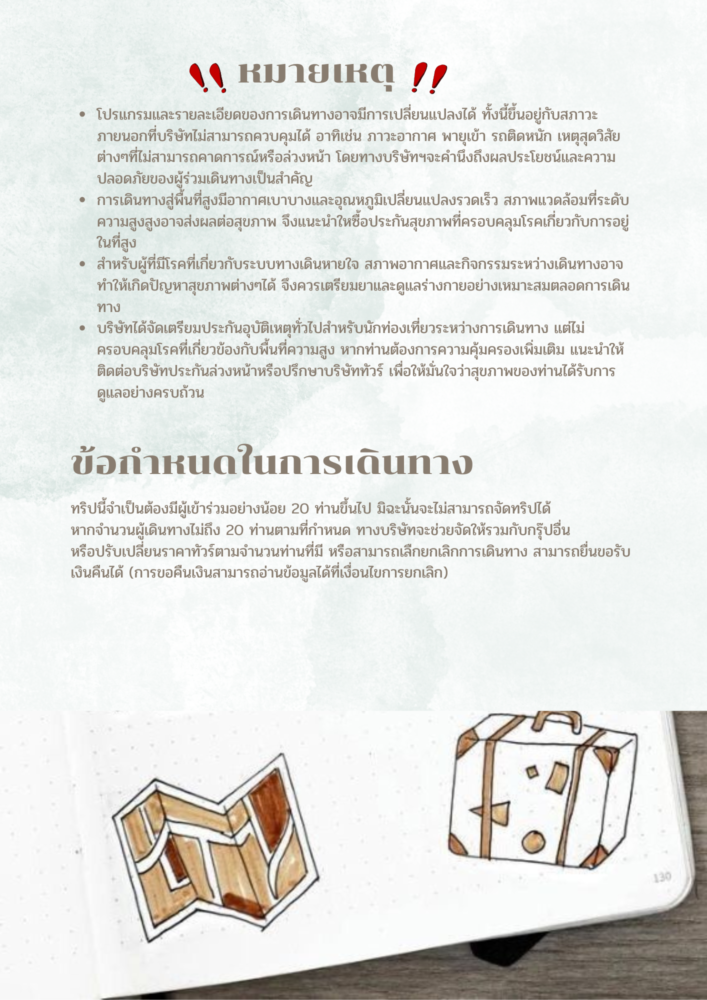 หมายเหตุ
• โปรแกรมและรายละเอียดของการเดินทางอาจมีการเปลี่ยนแปลงได้ ทั้งนี้ขึ้นอยู่กับสภาวะ
ภายนอกที่บริษัทไม่สามารถควบคุมได้ อาทิเช่น ภาวะอากาศ พายุเข้า รถติดหนัก เหตุสุดวิสัย
ต่างๆที่ไม่สามารถคาดการณ์หรือล่วงหน้า โดยทางบริษัทฯจะคำนึงถึงผลประโยชน์และความ
ปลอดภัยของผู้ร่วมเดินทางเป็นสำคัญ
• การเดินทางสู่พื้นที่สูงมีอากาศเบาบางและอุณหภูมิเปลี่ยนแปลงรวดเร็ว สภาพแวดล้อมที่ระดับ
ความสูงสูงอาจส่งผลต่อสุขภาพ จึงแนะนำใหซื้อประกันสุขภาพที่ครอบคลุมโรคเกี่ยวกับการอยู่
ในที่สูง
• สำหรับผู้ที่มีโรคที่เกี่ยวกับระบบทางเดินหายใจ สภาพอากาศและกิจกรรมระหว่างเดินทางอาจ
ทำให้เกิดปัญหาสุขภาพต่างๆได้ จึงควรเตรียมยาและดูแลร่างกายอย่างเหมาะสมตลอดการเดิน
ทาง
• บริษัทได้จัดเตรียมประกันอุบัติเหตุทั่วไปสำหรับนักท่องเที่ยวระหว่างการเดินทาง แต่ไม่
ครอบคลุมโรคที่เกี่ยวข้องกับพื้นที่ความสูง หากท่านต้องการความคุ้มครองเพิ่มเติม แนะนำให้
ติดต่อบริษัทประกันล่วงหน้าหรือปรึกษาบริษัททัวร์ เพื่อให้มั่นใจว่าสุขภาพของท่านได้รับการ
ดูแลอย่างครบถ้วน
ข้อกำหนดในการเดินทาง
ทริปนี้จำเป็นต้องมีผู้เข้าร่วมอย่างน้อย 20 ท่านขึ้นไป มิฉะนั้นจะไม่สามารถจัดทริปได้
หากจำนวนผู้เดินทางไม่ถึง 20 ท่านตามที่กำหนด ทางบริษัทจะช่วยจัดให้รวมกับกรุ๊ปอื่น
หรือปรับเปลี่ยนราคาทัวร์ตามจำนวนท่านที่มี หรือสามารถเลืกยกเลิกการเดินทาง สามารถยื่นขอรับ
เงินคืนได้ (การขอคืนเงินสามารถอ่านข้อมูลได้ที่เงื่อนไขการยกเลิก)
130